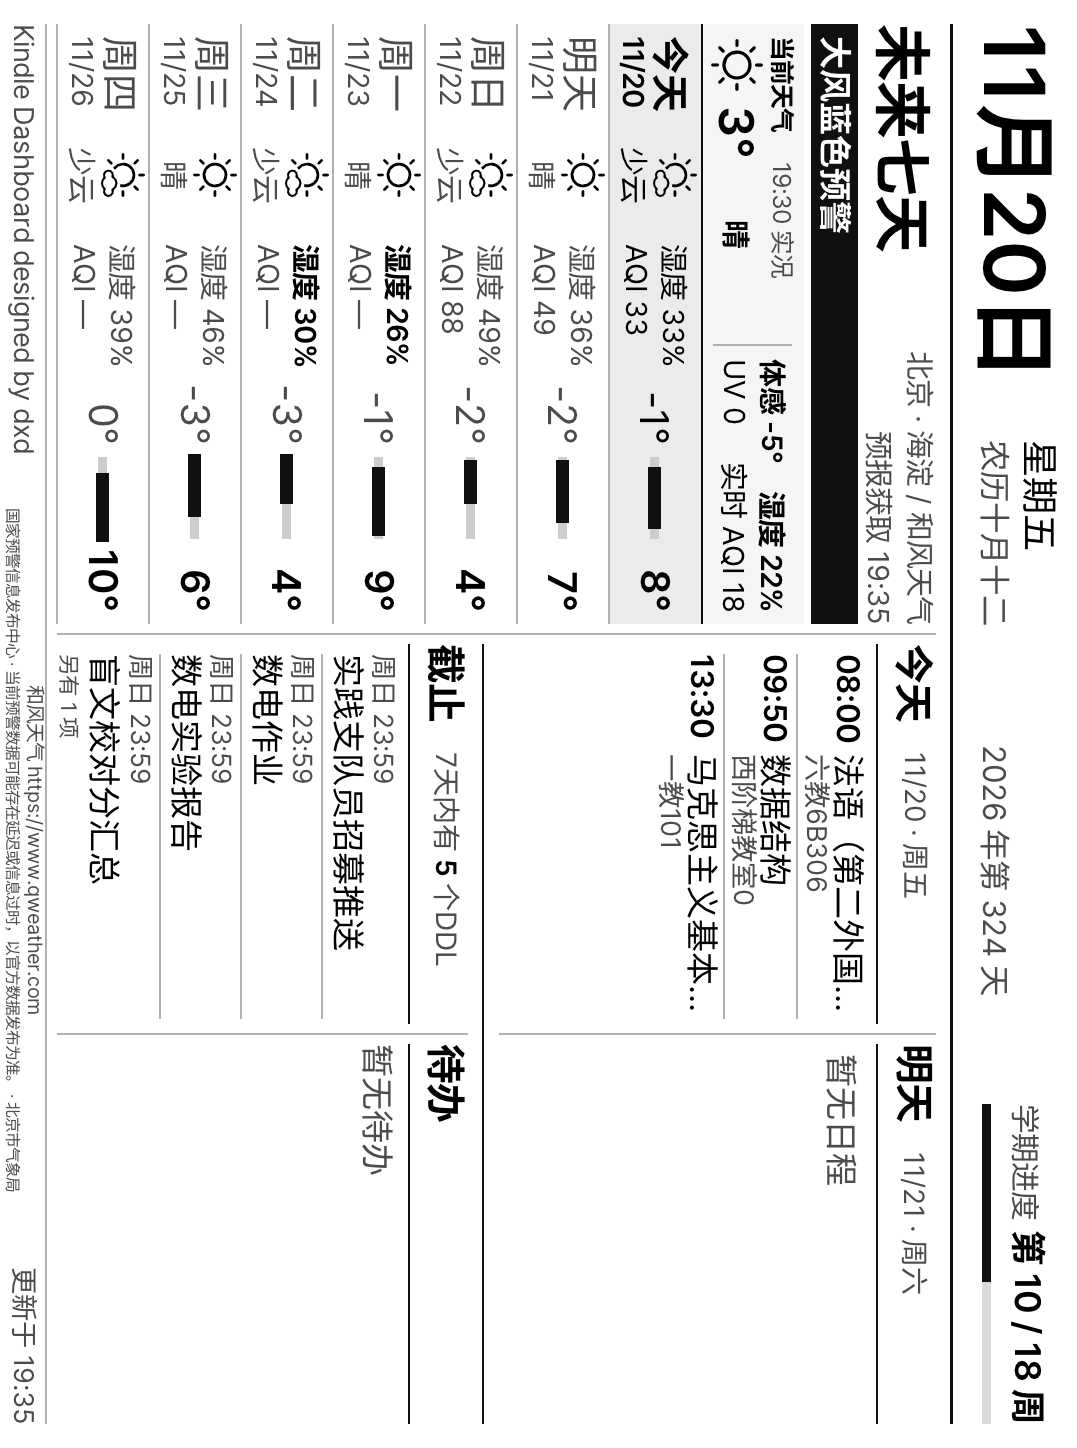 11月20日
星期五
农历十月十二
2026 年第 324 天
学期进度 第 10 / 18 周
未来七天
北京 · 海淀 / 和风天气
预报获取 19:35
大风蓝色预警
当前天气 19:30 实况
3° 晴
体感 -5° 湿度 22%
UV 0 实时 AQI 18
今天 11/20 少云 湿度 33% AQI 33 -1° 8°
明天 11/21 晴 湿度 36% AQI 49 -2° 7°
周日 11/22 少云 湿度 49% AQI 88 -2° 4°
周一 11/23 晴 湿度 26% AQI — -1° 9°
周二 11/24 少云 湿度 30% AQI — -3° 4°
周三 11/25 晴 湿度 46% AQI — -3° 6°
周四 11/26 少云 湿度 39% AQI — 0° 10°
今天 11/20 · 周五
08:00 法语（第二外国…
六教6B306
09:50 数据结构
西阶梯教室0
13:30 马克思主义基本…
一教101
明天 11/21 · 周六
暂无日程
截止 7天内有 5 个DDL
周日 23:59
实践支队员招募推送
周日 23:59
数电作业
周日 23:59
数电实验报告
周日 23:59
盲文校对分汇总
另有 1 项
待办
暂无待办
Kindle Dashboard designed by dxd
和风天气 https://www.qweather.com
国家预警信息发布中心 · 当前预警数据可能存在延迟或信息过时，以官方数据发布为准。 · 北京市气象局
更新于 19:35